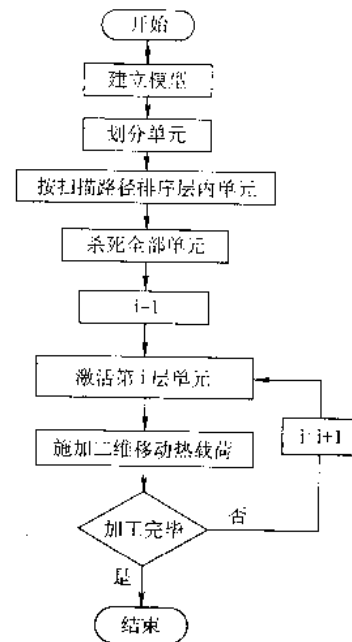 开始
建立模型
划分单元
按扫描路径排序层内单元
杀死全部单元
i=1
激活第 i 层单元
施加二维移动热载荷
i=i+1
加工完毕
否
是
结束